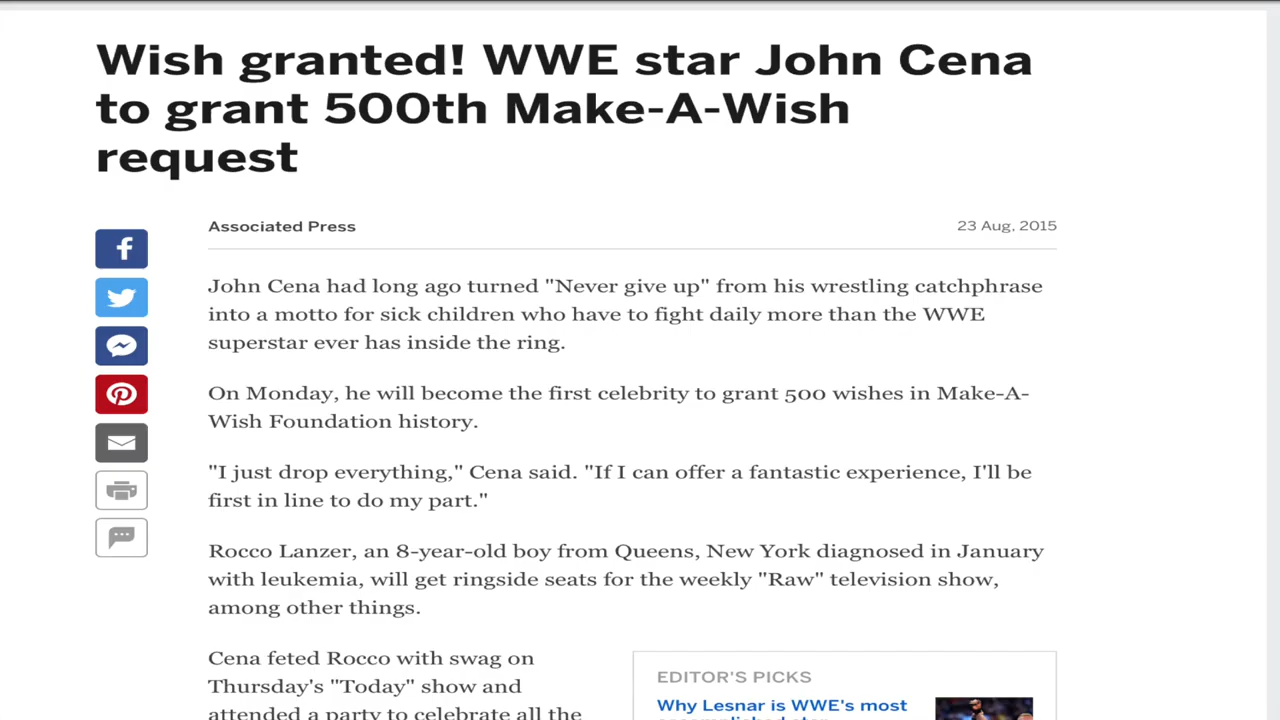 Wish granted! WWE star John Cena
to grant 500th Make-A-Wish
request
Associated Press
23 Aug, 2015
John Cena had long ago turned "Never give up" from his wrestling catchphrase
into a motto for sick children who have to fight daily more than the WWE
superstar ever has inside the ring.
On Monday, he will become the first celebrity to grant 500 wishes in Make-A-
Wish Foundation history.
"I just drop everything," Cena said. "If I can offer a fantastic experience, I'll be
first in line to do my part."
Rocco Lanzer, an 8-year-old boy from Queens, New York diagnosed in January
with leukemia, will get ringside seats for the weekly "Raw" television show,
among other things.
Cena feted Rocco with swag on
Thursday's "Today" show and
attended a party to celebrate all the
EDITOR'S PICKS
Why Lesnar is WWE's most